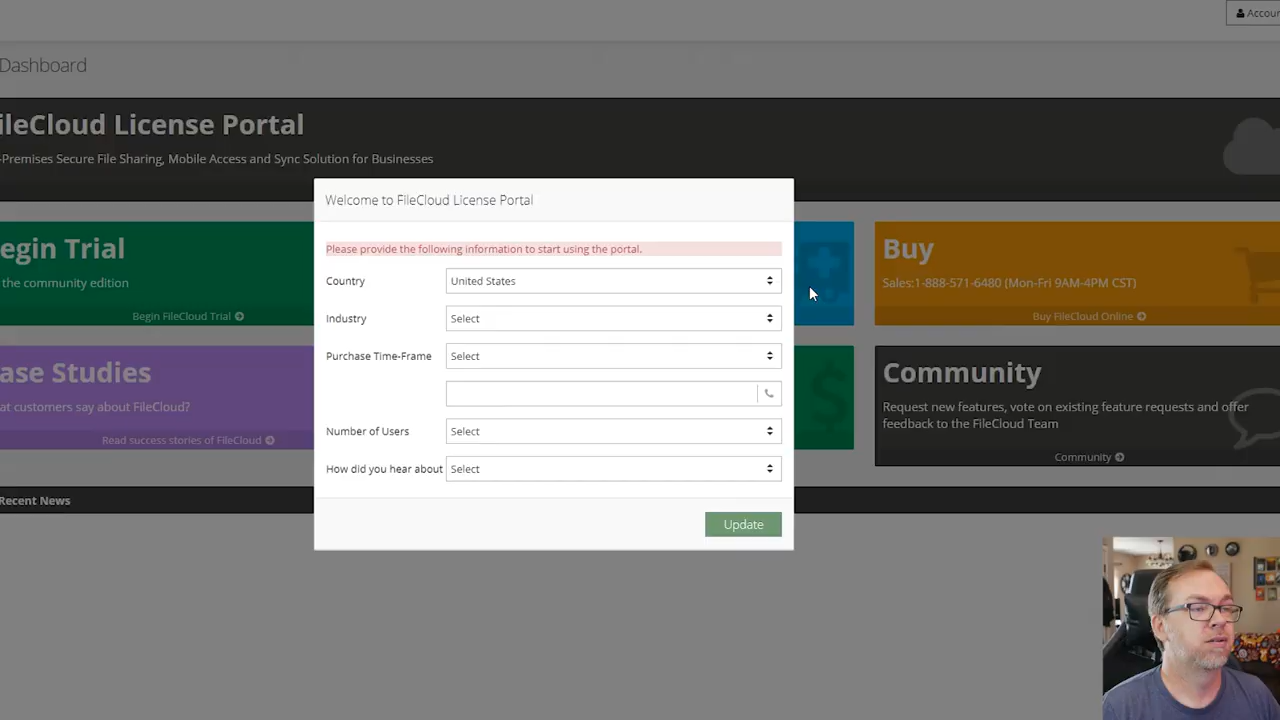 Accoun
Dashboard
ileCloud License Portal
-Premises Secure File Sharing, Mobile Access and Sync Solution for Businesses
Welcome to FileCloud License Portal
Please provide the following information to start using the portal.
Country
United States
Industry
Select
Purchase Time-Frame
Select
Number of Users
Select
How did you hear about
Select
Update
egin Trial
the community edition
Begin FileCloud Trial
Buy
Sales:1-888-571-6480 (Mon-Fri 9AM-4PM CST)
Buy FileCloud Online
ase Studies
at customers say about FileCloud?
Read success stories of FileCloud
Community
Request new features, vote on existing feature requests and offer
feedback to the FileCloud Team
Community
Recent News